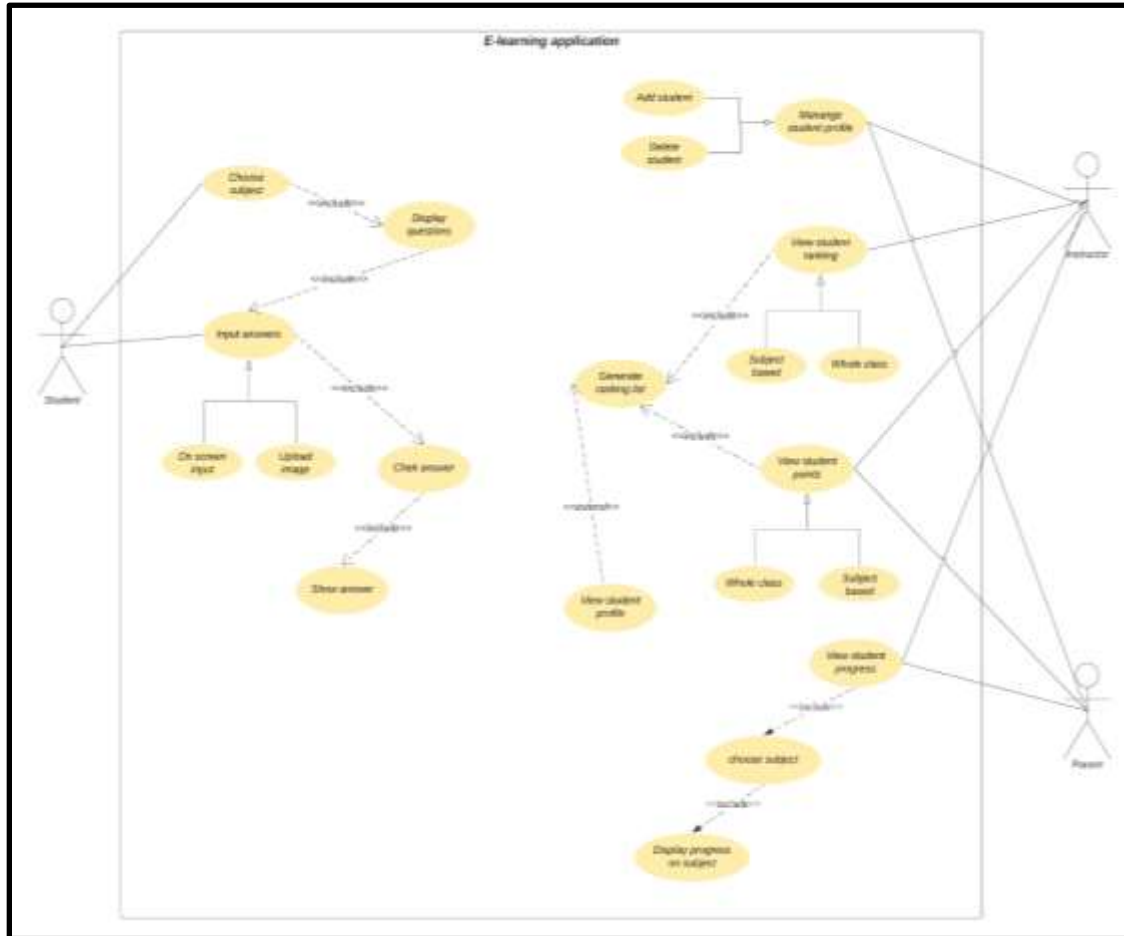 E-learning application
Add student
Manange
student profile
Delete
student
Choose
subject
<<include>>
Display
questions
View student
ranking
Instructor
<<include>>
Input answers
<<include>>
Subject
based
Whole class
Generate
ranking list
Student
<<include>>
<<include>>
On screen
input
Upload
image
Chek answer
View student
points
<<extend>>
<<include>>
Show answer
Whole class
Subject
based
View student
profile
View student
progress
<<include>>
choose subject
Parent
<<include>>
Display progress
on subject